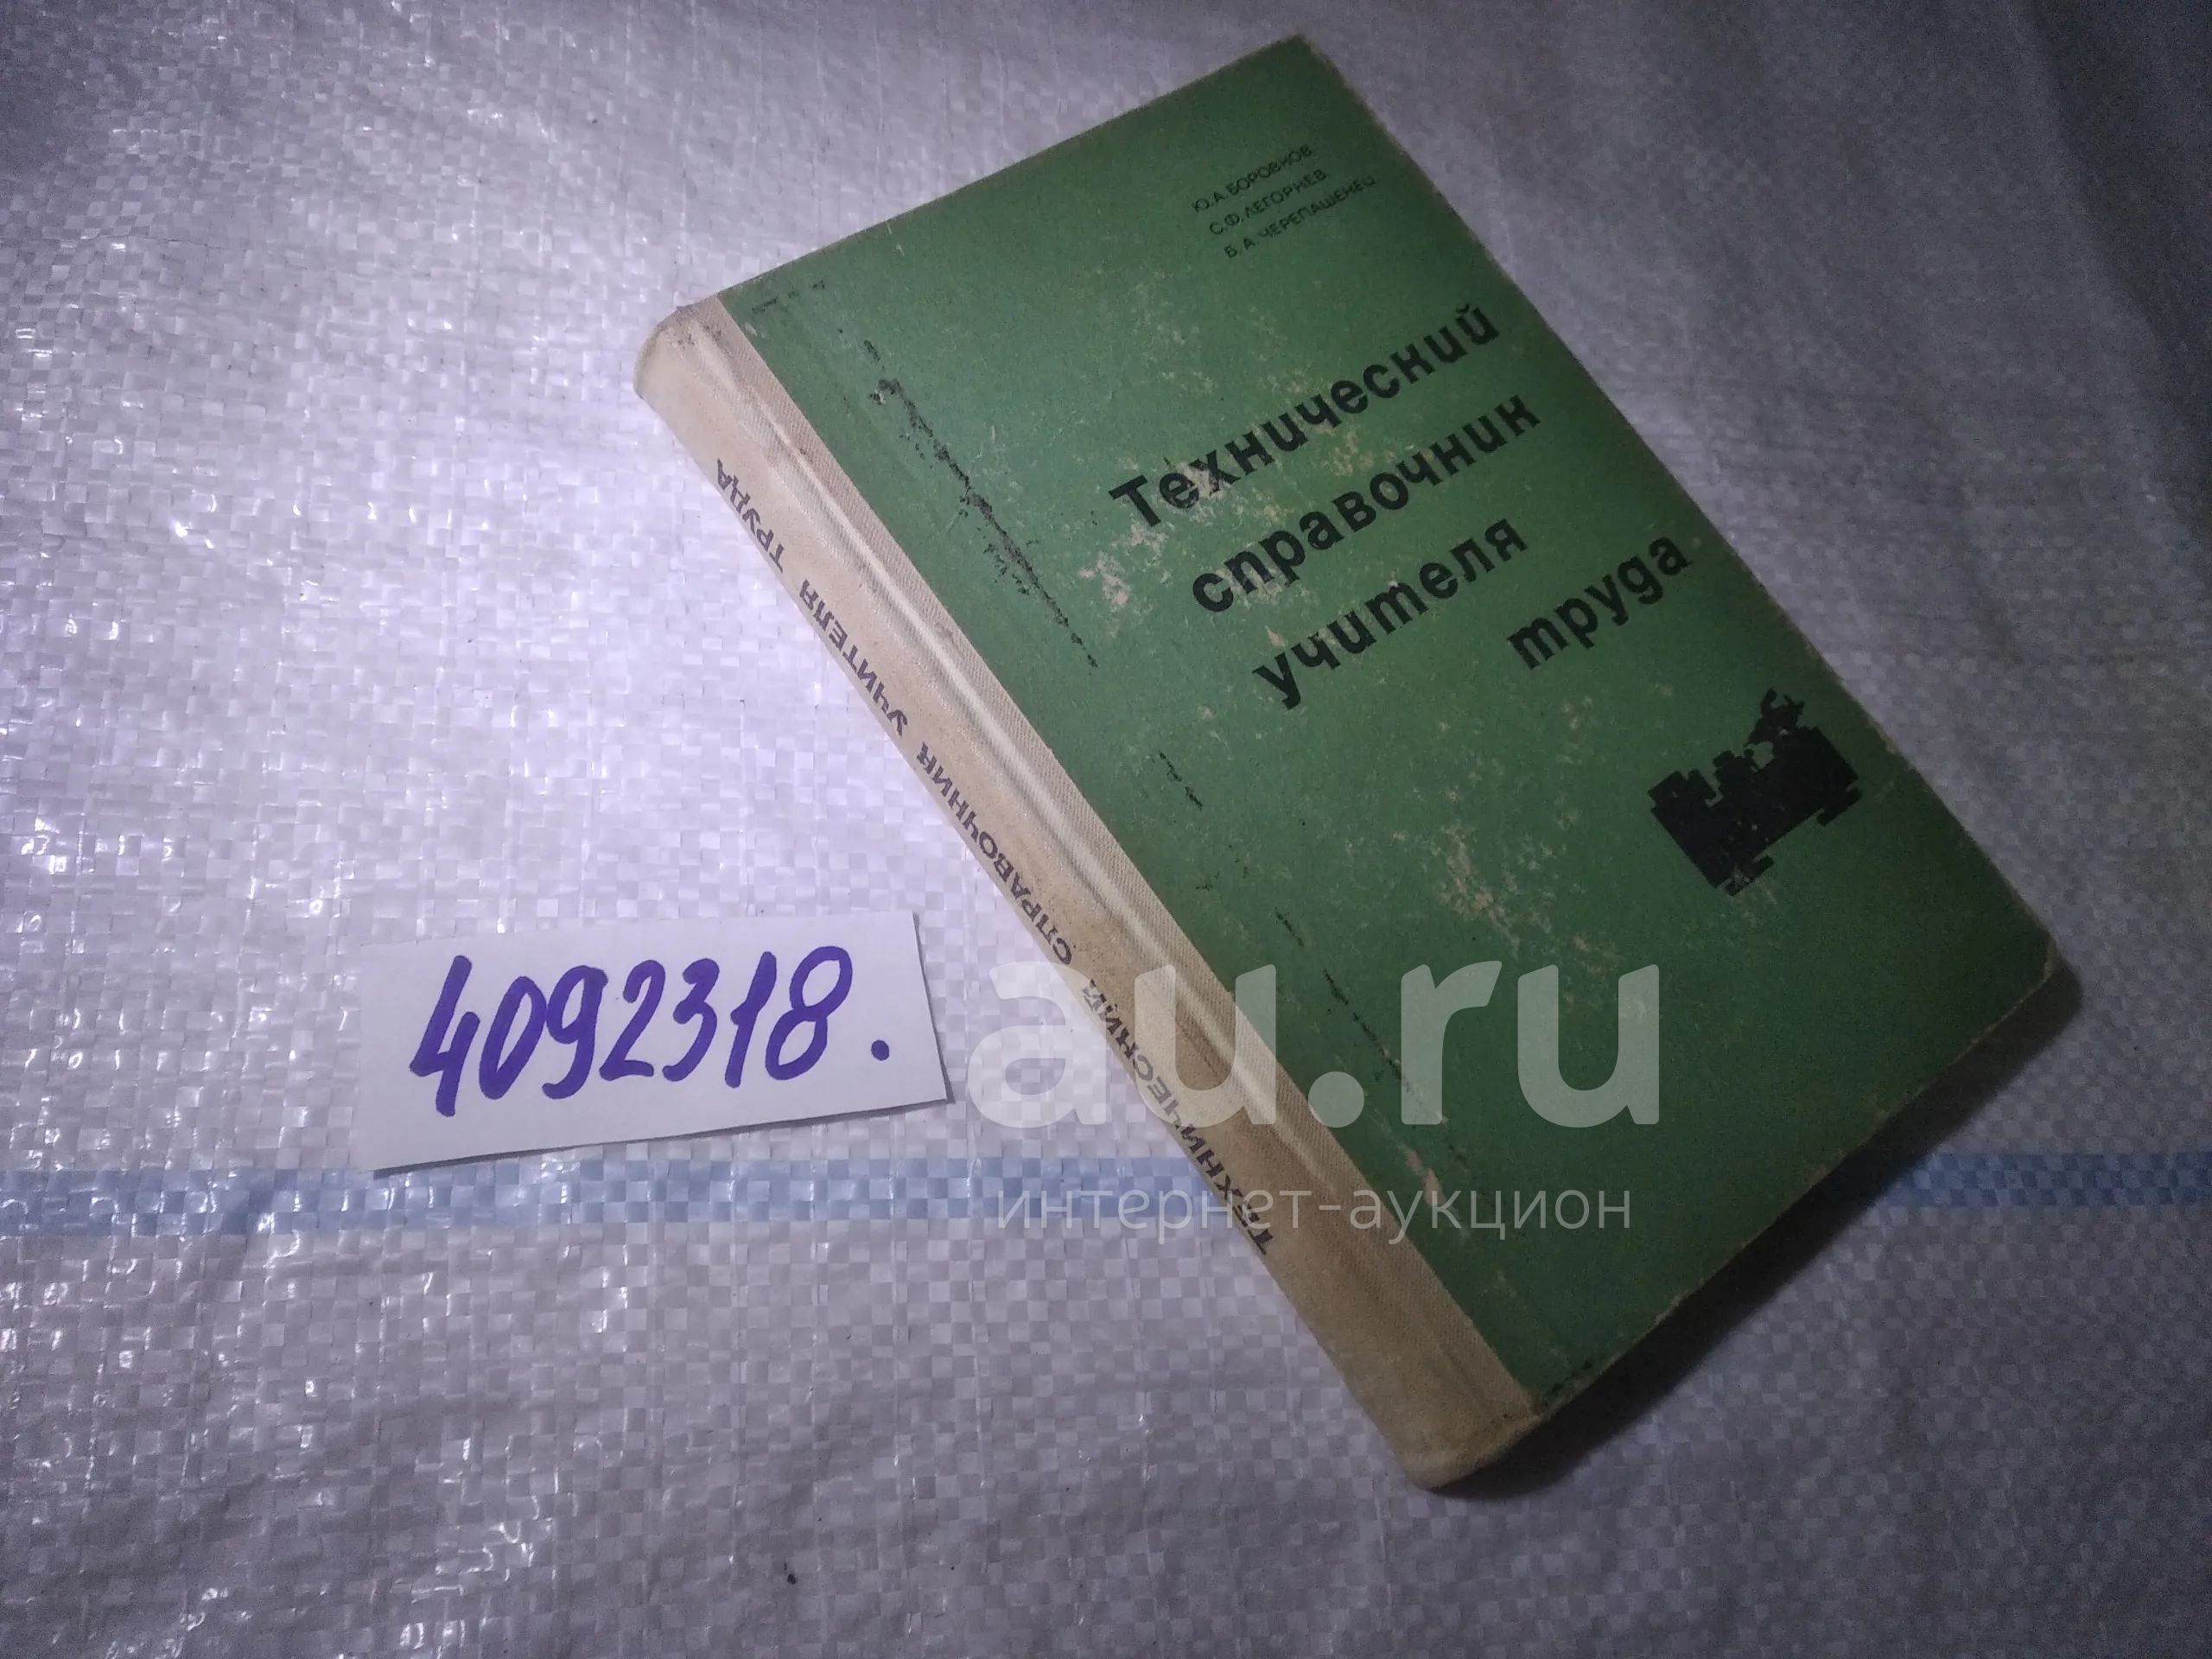 Ю.А.БОРОВКОВ
С.Ф.ЛЕГОРНЕВ
Б.А.ЧЕРЕПАШЕНЕЦ
Технический
справочник
учителя
труда
ТЕХНИЧЕСКИЙ СПРАВОЧНИК УЧИТЕЛЯ ТРУДА
4092318.
au.ru
интернет-аукцион